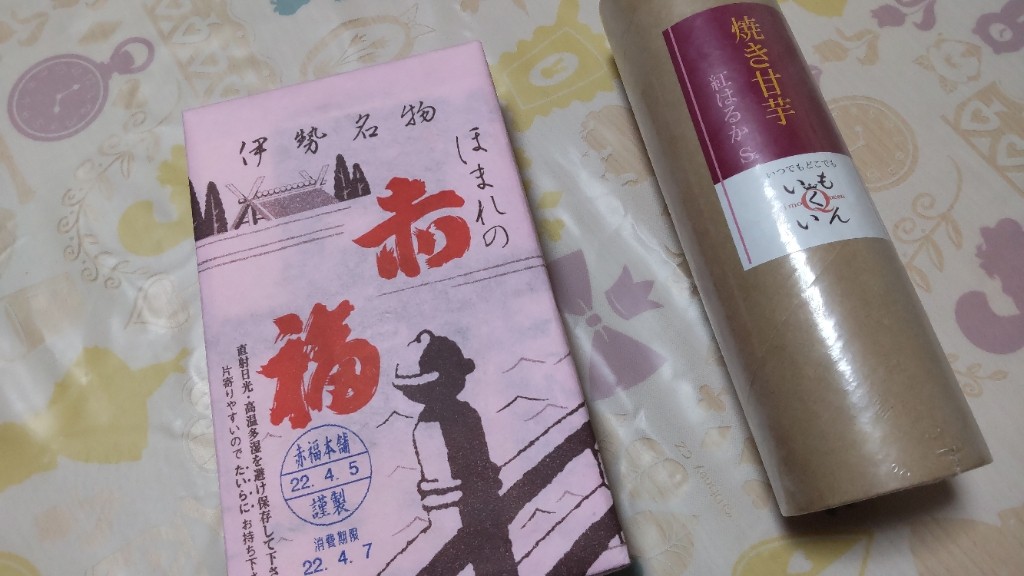 伊勢名物
ほまれの
赤
福
直射日光・高温多湿を避け保存して下さ
片寄りやすいので たいらに お持ち下
赤福本舗
22.4.5
謹製
消費期限
22.4.7
焼き甘芋
紅はるか S
いつでもどこでも
いもくいん